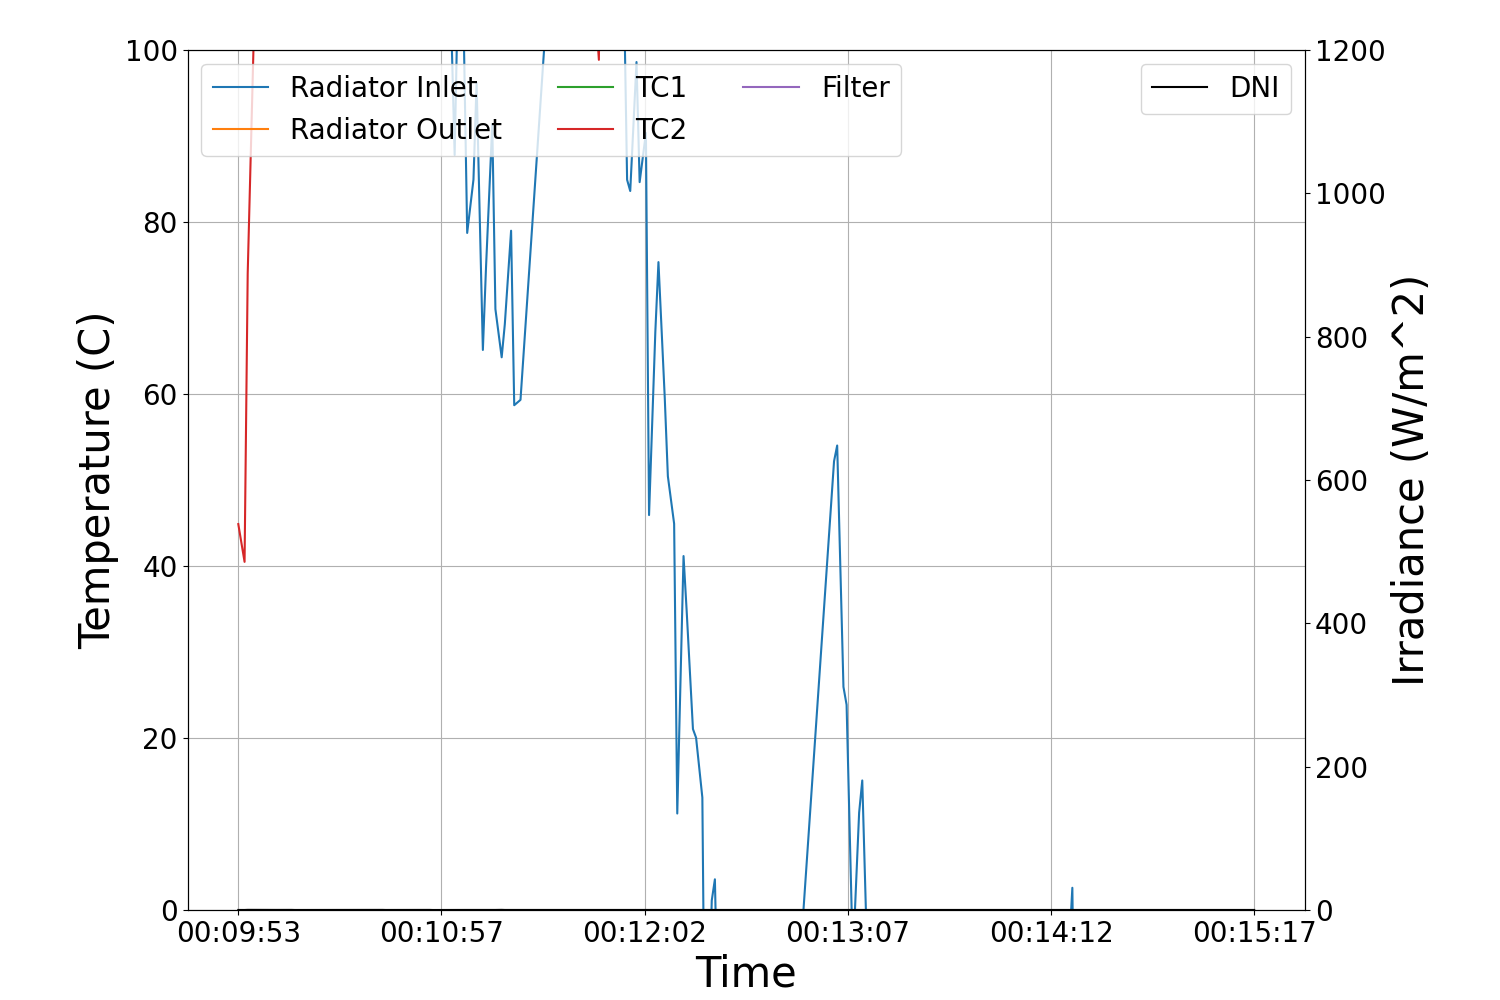 100
80
60
40
20
0
Temperature (C)
Radiator Inlet
Radiator Outlet
TC1
TC2
Filter
DNI
1200
1000
800
600
400
200
0
Irradiance (W/m^2)
00:09:53 00:10:57 00:12:02 00:13:07 00:14:12 00:15:17
Time